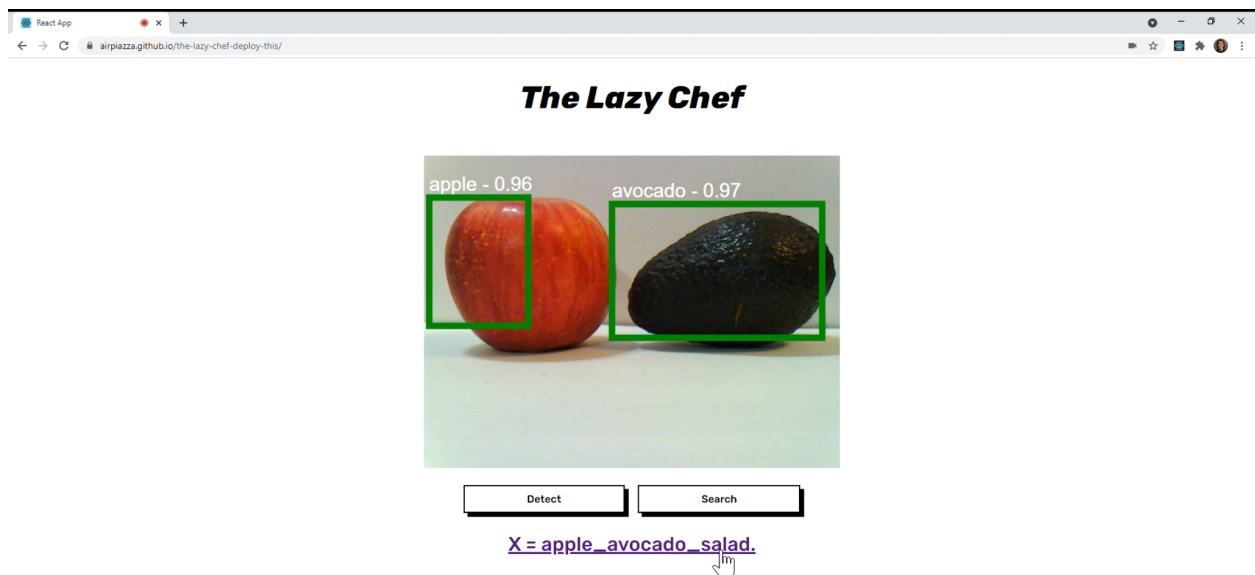 React App
airpiazza.github.io/the-lazy-chef-deploy-this/
The Lazy Chef
apple - 0.96
avocado - 0.97
Detect
Search
X = apple_avocado_salad.